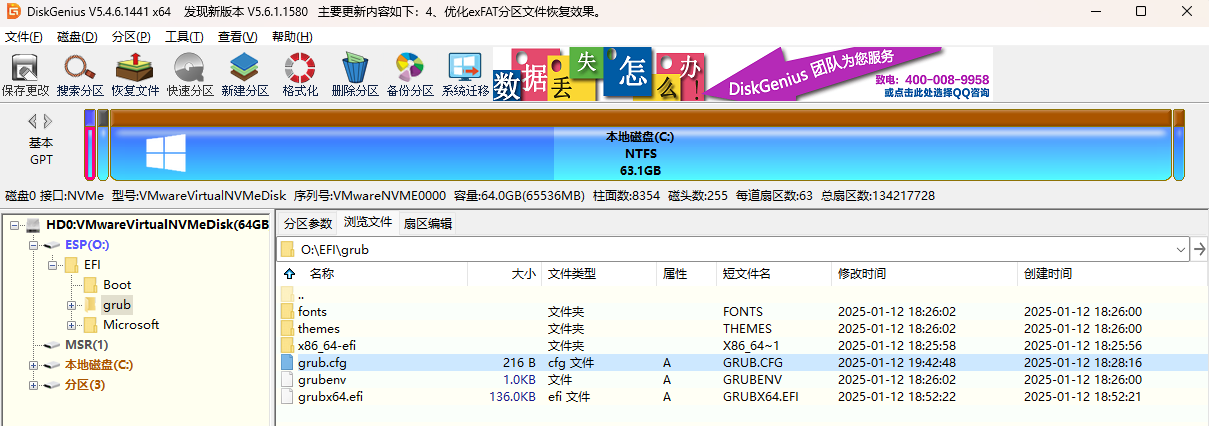 DiskGenius V5.4.6.1441 x64 发现新版本 V5.6.1.1580 主要更新内容如下：4、优化exFAT分区文件恢复效果。
文件(F) 磁盘(D) 分区(P) 工具(T) 查看(V) 帮助(H)
保存更改 搜索分区 恢复文件 快速分区 新建分区 格式化 删除分区 备份分区 系统迁移
数据丢失怎么办!
DiskGenius 团队为您服务
致电：400-008-9958
或点击此处选择QQ咨询
基本
GPT
本地磁盘(C:)
NTFS
63.1GB
磁盘0 接口:NVMe 型号:VMwareVirtualNVMeDisk 序列号:VMwareNVME0000 容量:64.0GB(65536MB) 柱面数:8354 磁头数:255 每道扇区数:63 总扇区数:134217728
HD0:VMwareVirtualNVMeDisk(64GB
ESP(O:)
EFI
Boot
grub
Microsoft
MSR(1)
本地磁盘(C:)
分区(3)
分区参数 浏览文件 扇区编辑
O:\EFI\grub
名称 大小 文件类型 属性 短文件名 修改时间 创建时间
..
fonts 文件夹 FONTS 2025-01-12 18:26:02 2025-01-12 18:26:00
themes 文件夹 THEMES 2025-01-12 18:26:02 2025-01-12 18:26:00
x86_64-efi 文件夹 X86_64~1 2025-01-12 18:25:58 2025-01-12 18:25:56
grub.cfg 216 B cfg 文件 A GRUB.CFG 2025-01-12 19:42:48 2025-01-12 18:28:16
grubenv 1.0KB 文件 A GRUBENV 2025-01-12 18:26:02 2025-01-12 18:26:00
grubx64.efi 136.0KB efi 文件 A GRUBX64.EFI 2025-01-12 18:52:22 2025-01-12 18:52:21